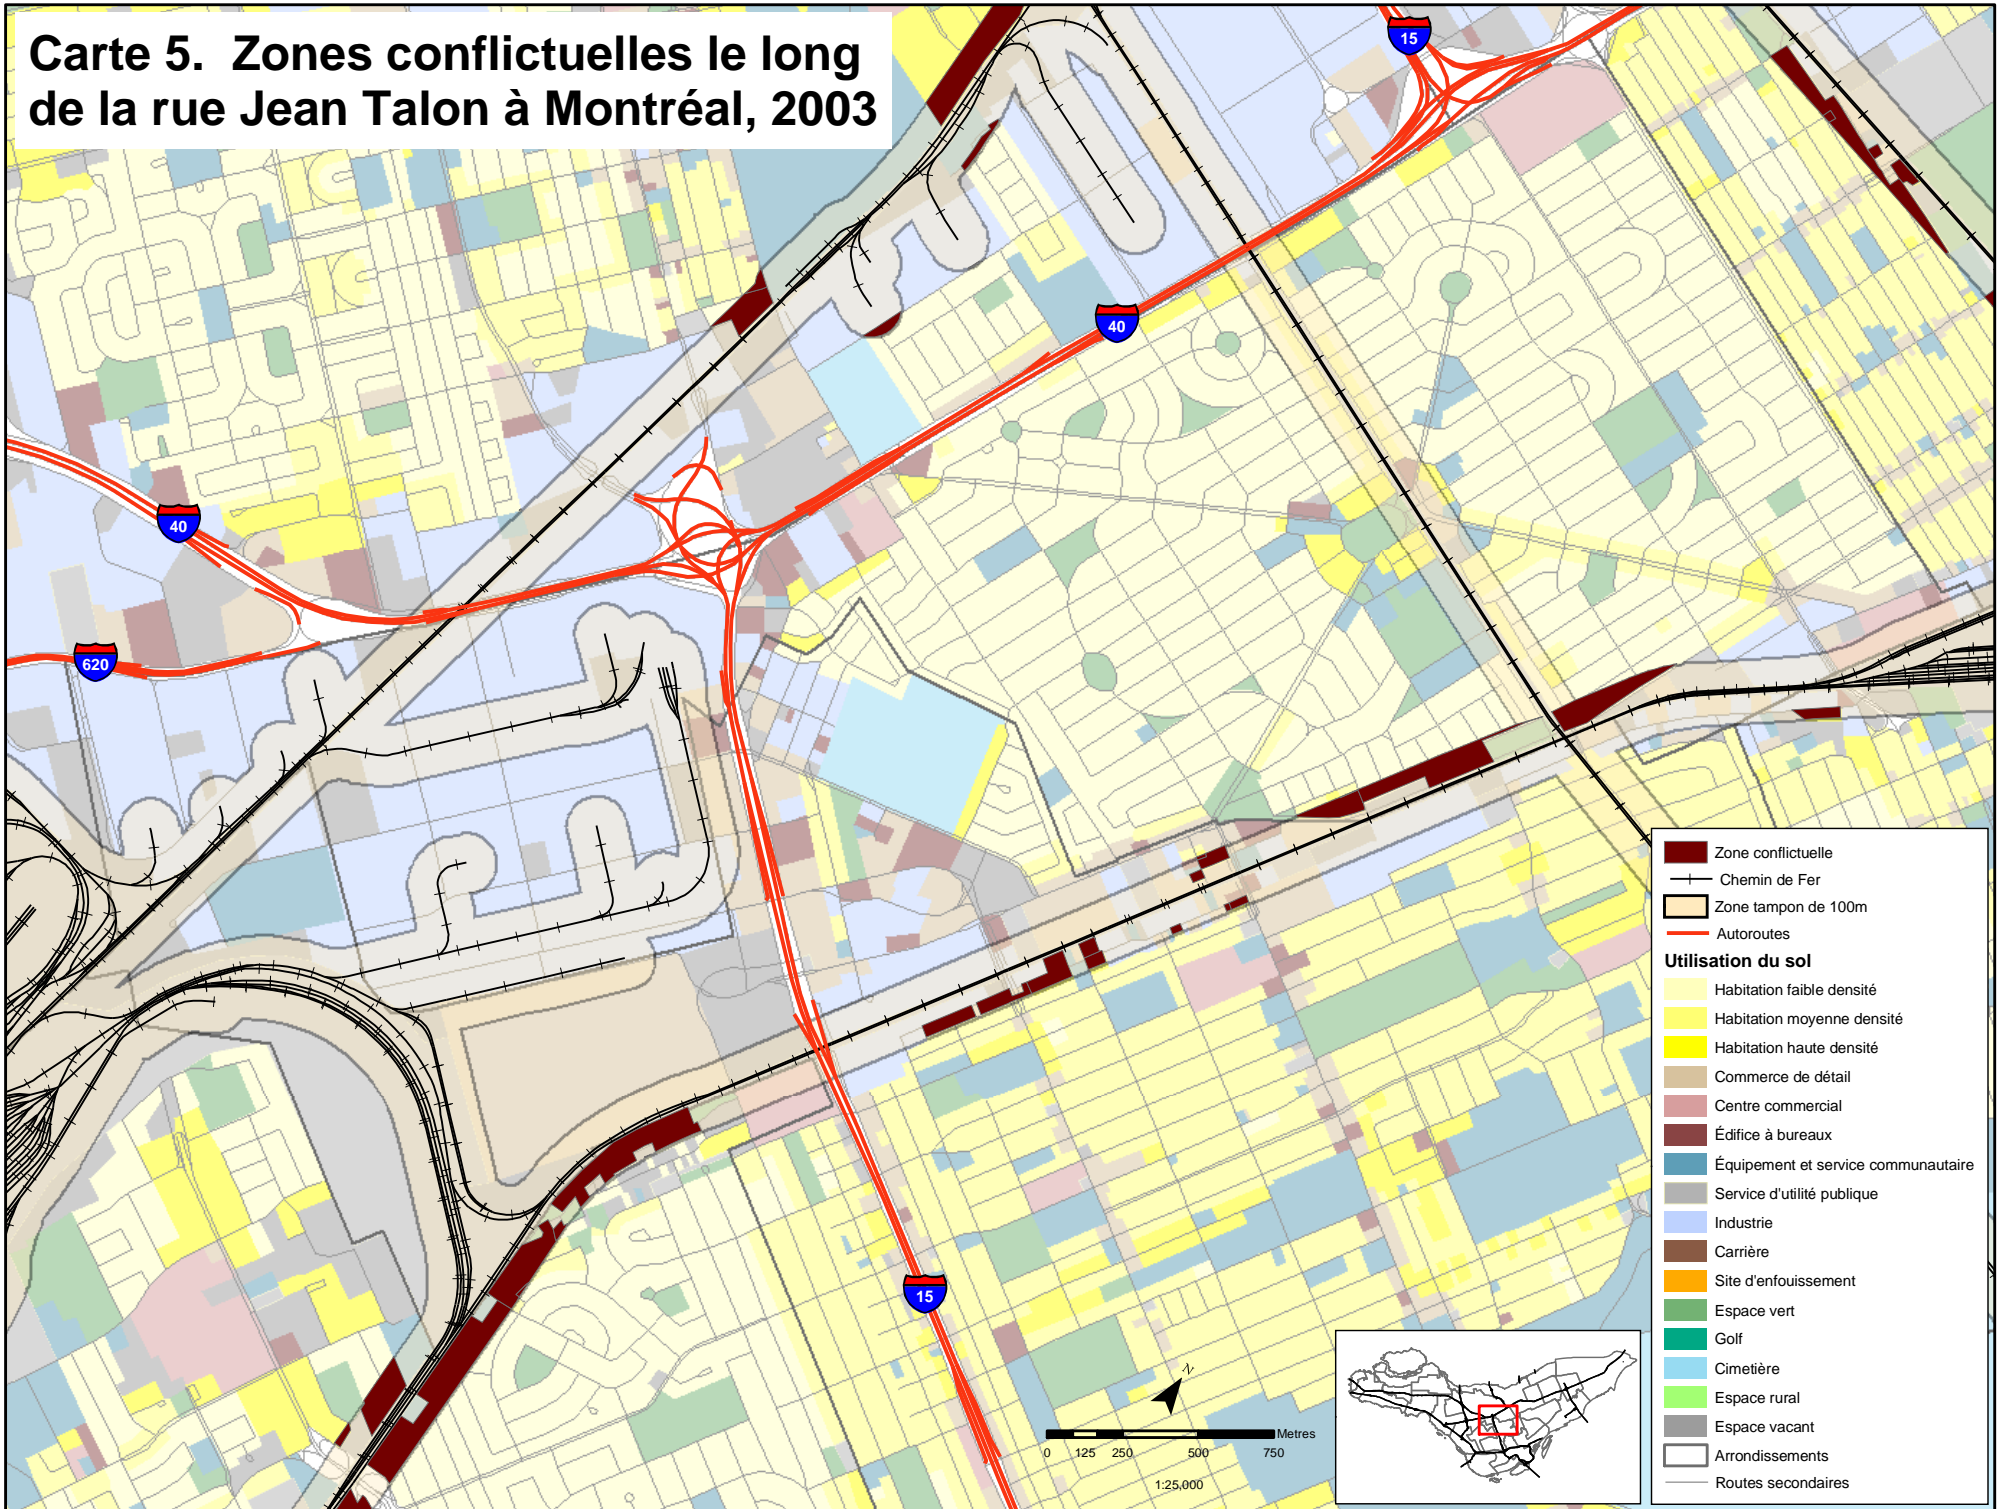 Carte 5. Zones conflictuelles le long
de la rue Jean Talon à Montréal, 2003
15
40
40
620
15
Zone conflictuelle
Chemin de Fer
Zone tampon de 100m
Autoroutes
Utilisation du sol
Habitation faible densité
Habitation moyenne densité
Habitation haute densité
Commerce de détail
Centre commercial
Édifice à bureaux
Équipement et service communautaire
Service d'utilité publique
Industrie
Carrière
Site d'enfouissement
Espace vert
Golf
Cimetière
Espace rural
Espace vacant
Arrondissements
Routes secondaires
N
Metres
0 125 250 500 750
1:25,000